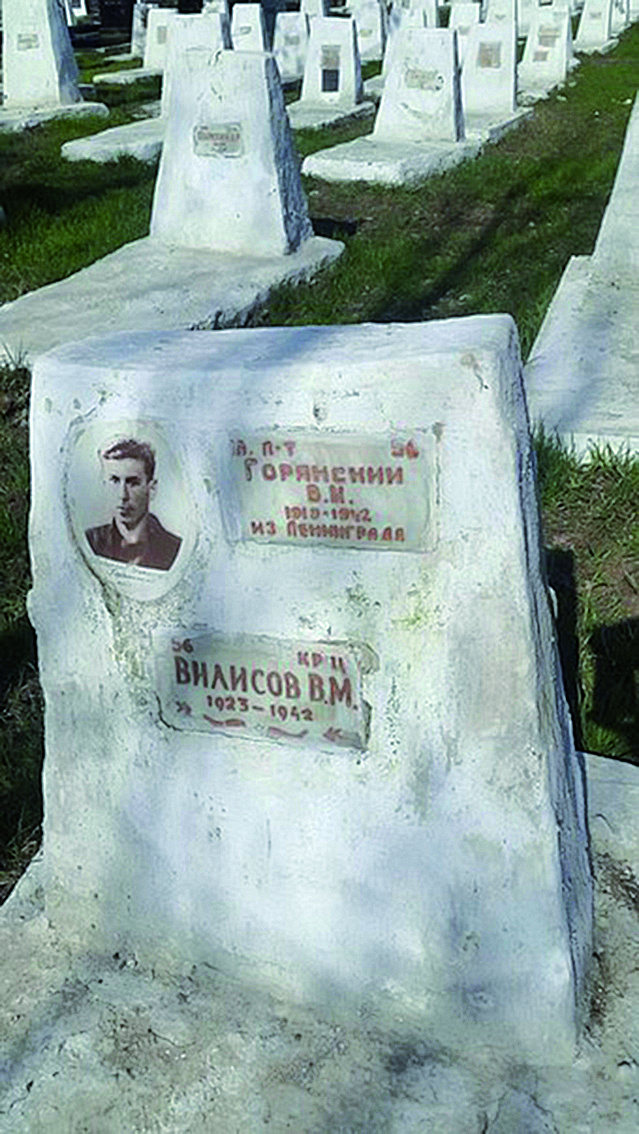 П-Т 56
ГОРЯНСКИЙ
В.И.
1919-1942
ИЗ ЛЕНИНГРАДА
56 КР Ц
ВИЛИСОВ В.М.
1923-1942